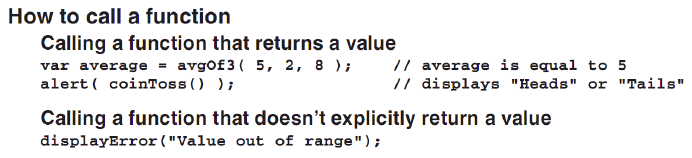 How to call a function
Calling a function that returns a value
var average = avgOf3( 5, 2, 8 );    // average is equal to 5
alert( coinToss() );                // displays "Heads" or "Tails"
Calling a function that doesn't explicitly return a value
displayError("Value out of range");